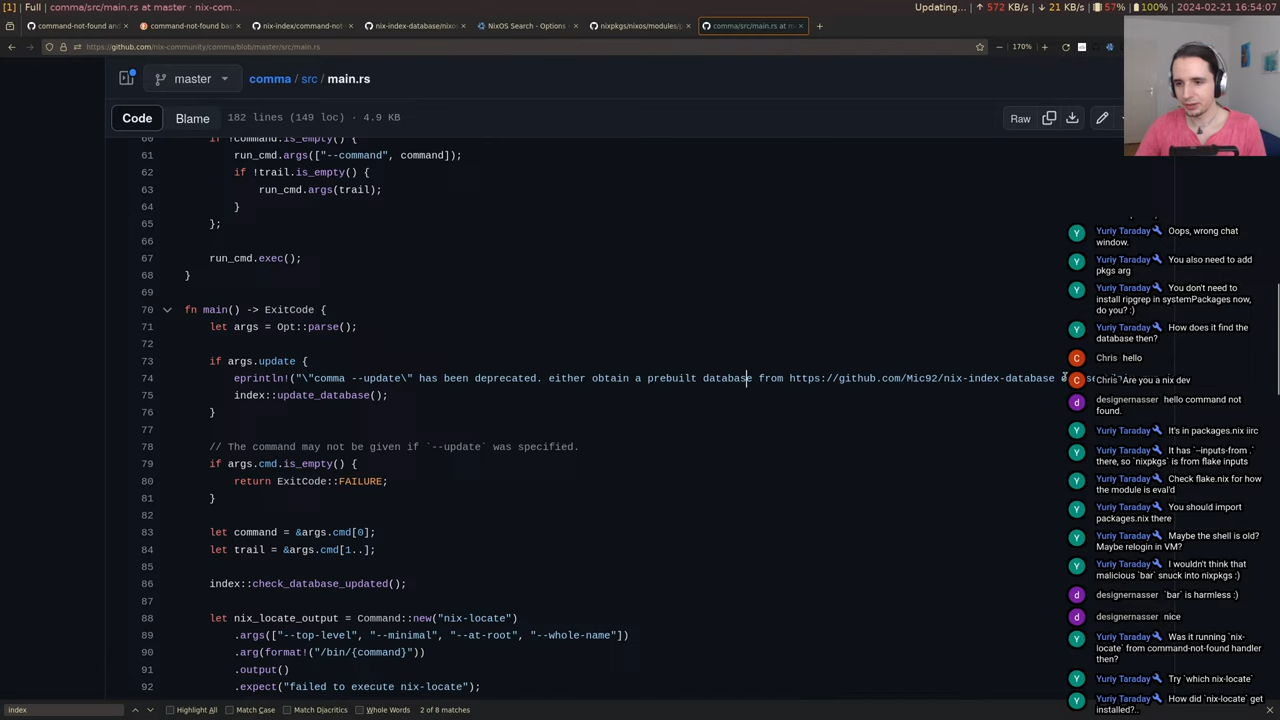 [1] | Full | comma/src/main.rs at master · nix-com…
Updating… | ↑ 572 KB/s | ↓ 21 KB/s | 57% | 100% | 2024-02-21 16:54:07
command-not-found and
command-not-found bas
nix-index/command-not-
nix-index-database/nixo
NixOS Search - Options
nixpkgs/nixos/modules/p
comma/src/main.rs at m
https://github.com/nix-community/comma/blob/master/src/main.rs
170%
master
comma / src / main.rs
Code
Blame
182 lines (149 loc) · 4.9 KB
Raw
60 if !command.is_empty() {
61 run_cmd.args(["--command", command]);
62 if !trail.is_empty() {
63 run_cmd.args(trail);
64 }
65 };
66
67 run_cmd.exec();
68 }
69
70 fn main() -> ExitCode {
71 let args = Opt::parse();
72
73 if args.update {
74 eprintln!("\"comma --update\" has been deprecated. either obtain a prebuilt database from https://github.com/Mic92/nix-index-database
75 index::update_database();
76 }
77
78 // The command may not be given if `--update` was specified.
79 if args.cmd.is_empty() {
80 return ExitCode::FAILURE;
81 }
82
83 let command = &args.cmd[0];
84 let trail = &args.cmd[1..];
85
86 index::check_database_updated();
87
88 let nix_locate_output = Command::new("nix-locate")
89 .args(["--top-level", "--minimal", "--at-root", "--whole-name"])
90 .arg(format!("/bin/{command}"))
91 .output()
92 .expect("failed to execute nix-locate");
Y Yuriy Taraday Oops, wrong chat
window.
Y Yuriy Taraday You also need to add
pkgs arg
Y Yuriy Taraday You don't need to
install ripgrep in systemPackages now,
do you? :)
Y Yuriy Taraday How does it find the
database then?
C Chris hello
C Chris Are you a nix dev
d designernasser hello command not
found.
Y Yuriy Taraday It's in packages.nix iirc
Y Yuriy Taraday It has `--inputs-from .`
there, so `nixpkgs` is from flake inputs
Y Yuriy Taraday Check flake.nix for how
the module is eval'd
Y Yuriy Taraday You should import
packages.nix there
Y Yuriy Taraday Maybe the shell is old?
Maybe relogin in VM?
Y Yuriy Taraday I wouldn't think that
malicious `bar` snuck into nixpkgs :)
d designernasser `bar` is harmless :)
d designernasser nice
Y Yuriy Taraday Was it running `nix-
locate` from command-not-found handler
then?
Y Yuriy Taraday Try `which nix-locate`
Y Yuriy Taraday How did `nix-locate` get
installed?..
index
Highlight All
Match Case
Match Diacritics
Whole Words
2 of 8 matches